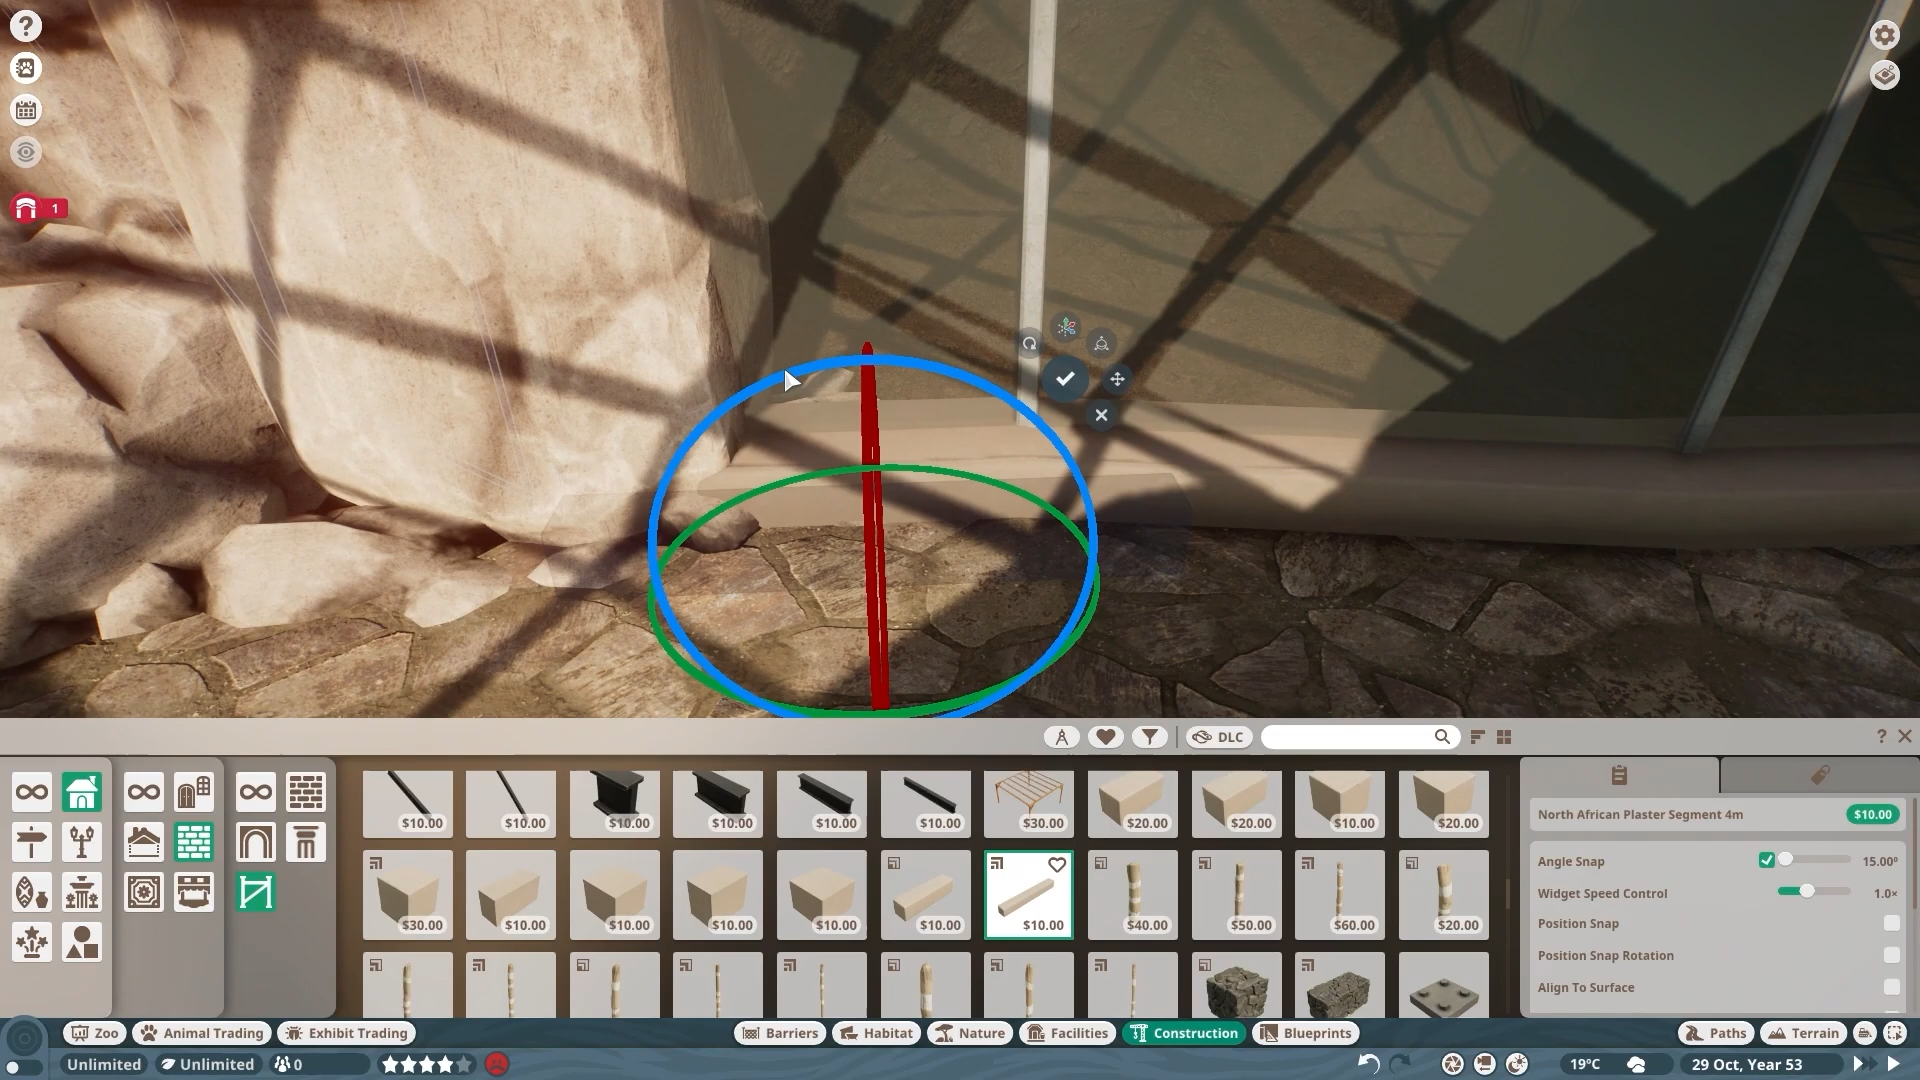 1
DLC
$10.00 $10.00 $10.00 $10.00 $10.00 $10.00 $30.00 $20.00 $20.00 $10.00 $20.00
$30.00 $10.00 $10.00 $10.00 $10.00 $10.00 $10.00 $40.00 $50.00 $60.00 $20.00
North African Plaster Segment 4m $10.00
Angle Snap 15.00°
Widget Speed Control 1.0×
Position Snap
Position Snap Rotation
Align To Surface
Zoo Animal Trading Exhibit Trading Barriers Habitat Nature Facilities Construction Blueprints Paths Terrain
Unlimited Unlimited 0 19°C 29 Oct, Year 53